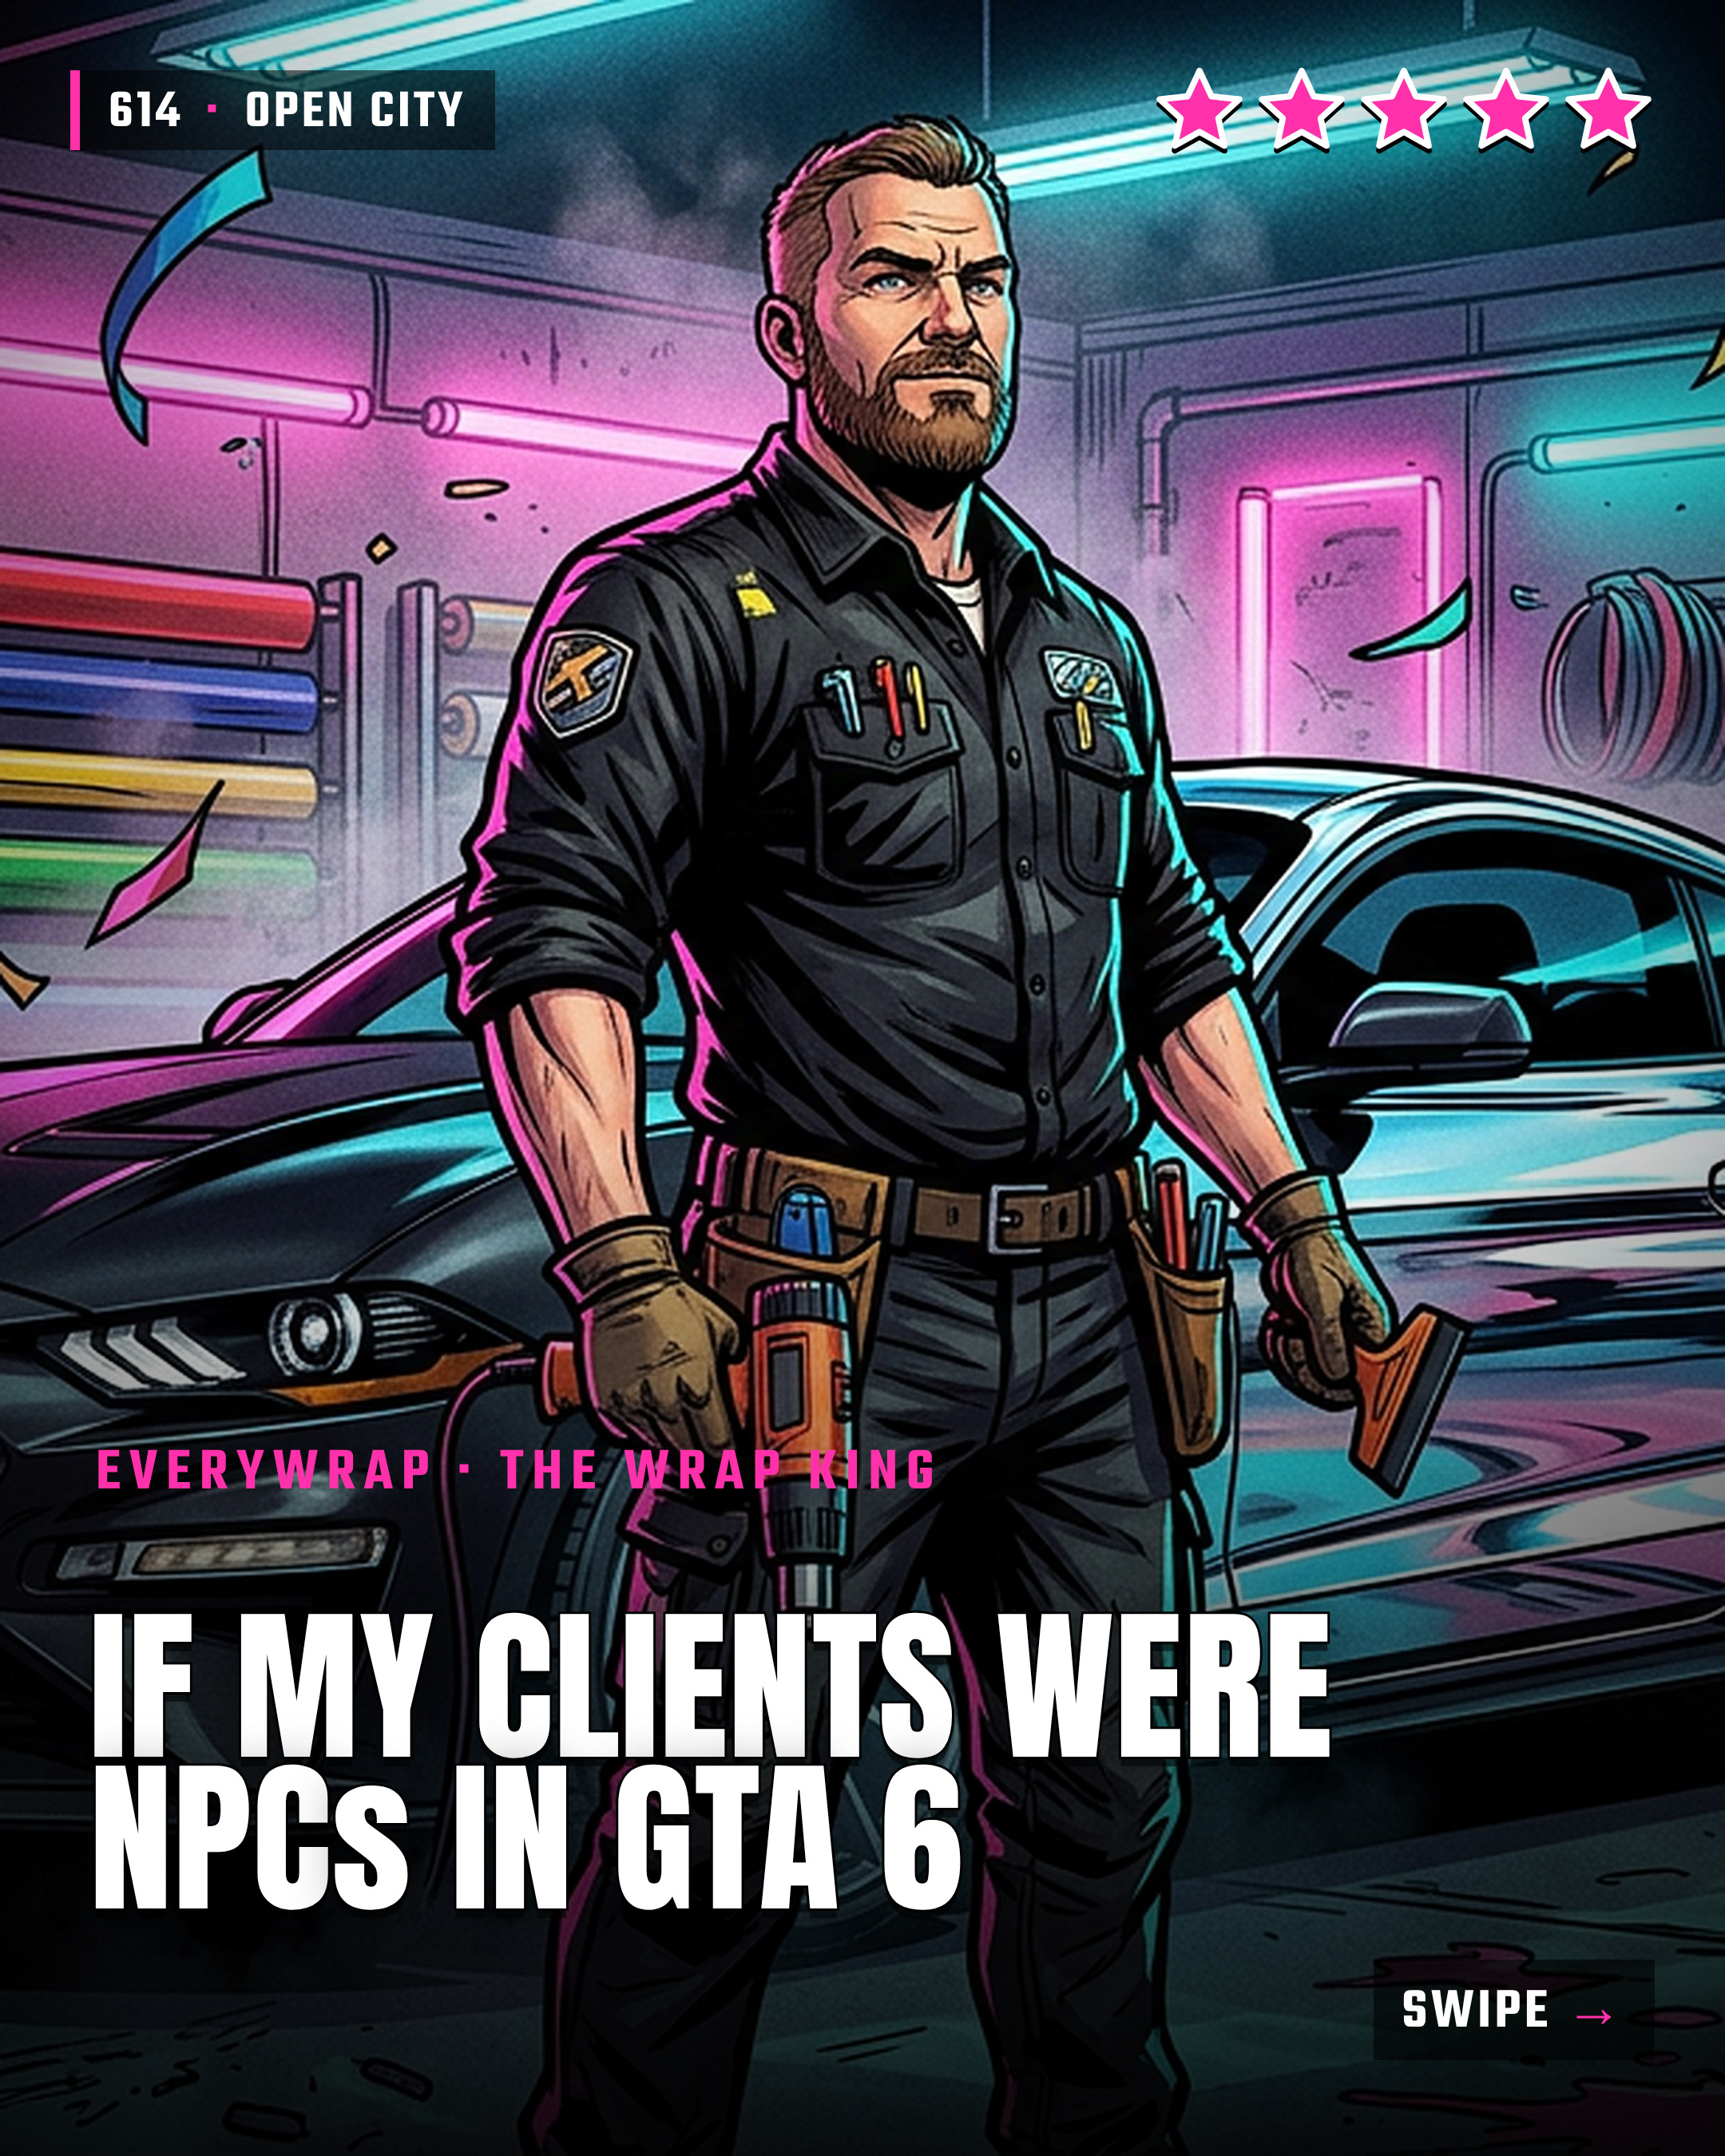 614 · OPEN CITY
EVERYWRAP · THE WRAP KING
IF MY CLIENTS WERE
NPCs IN GTA 6
SWIPE →